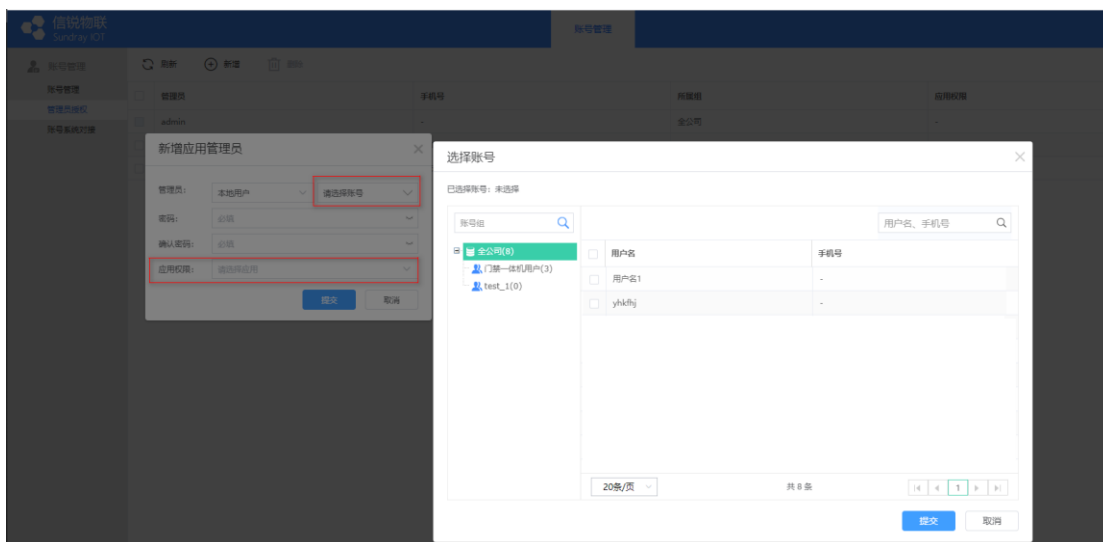 信锐物联
Sundray IOT
账号管理
账号管理
刷新
新增
删除
账号管理
管理员授权
账号系统对接
管理员
手机号
所属组
应用权限
admin
-
全公司
-
新增应用管理员
管理员:
本地用户
请选择账号
密码:
必填
确认密码:
必填
应用权限:
请选择应用
提交
取消
选择账号
已选择账号：未选择
账号组
用户名、手机号
全公司(8)
门禁一体机用户(3)
test_1(0)
用户名
手机号
用户名1
-
yhkfhj
-
20条/页
共 8 条
1
提交
取消